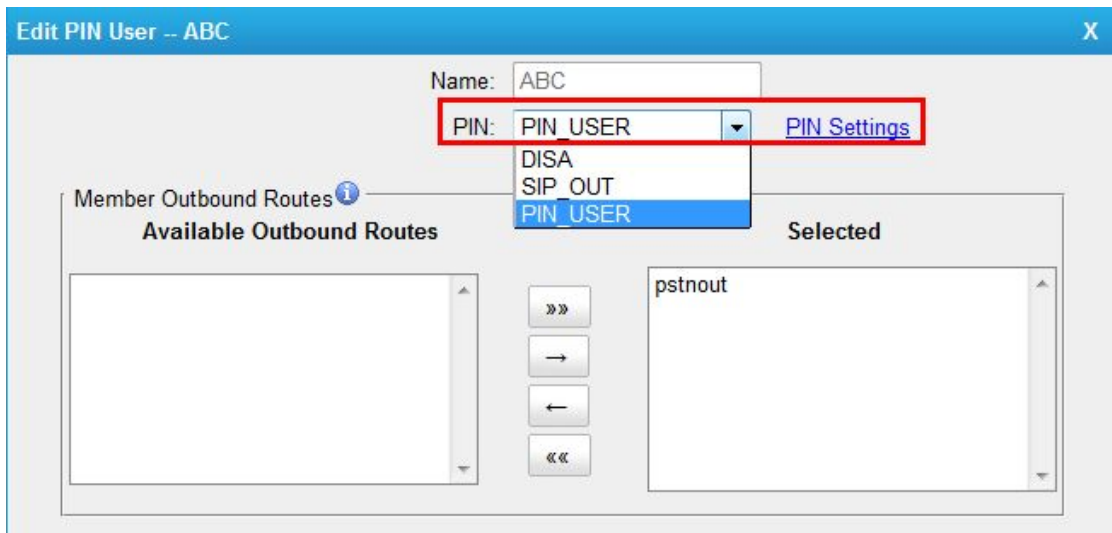 Edit PIN User -- ABC X
Name: ABC
PIN: PIN_USER PIN Settings
DISA
SIP_OUT
PIN_USER
Member Outbound Routes
Available Outbound Routes Selected
pstnout
»»
→
←
««